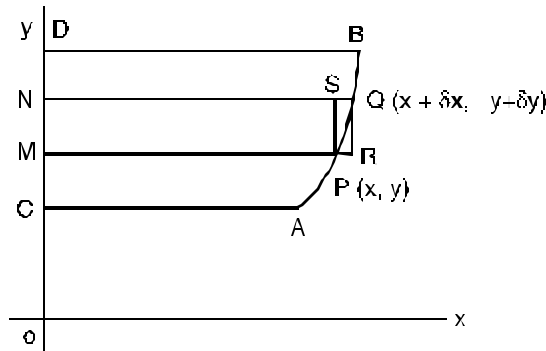 y D B
N S Q (x + δx, y+δy)
M R
P (x, y)
C A
x
o